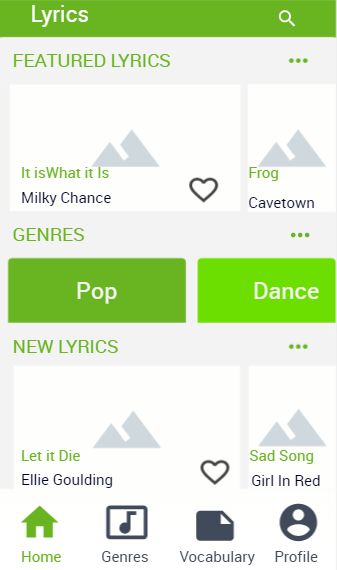 Lyrics
FEATURED LYRICS
It isWhat it Is
Milky Chance
Frog
Cavetown
GENRES
Pop
Dance
NEW LYRICS
Let it Die
Ellie Goulding
Sad Song
Girl In Red
Home
Genres
Vocabulary
Profile